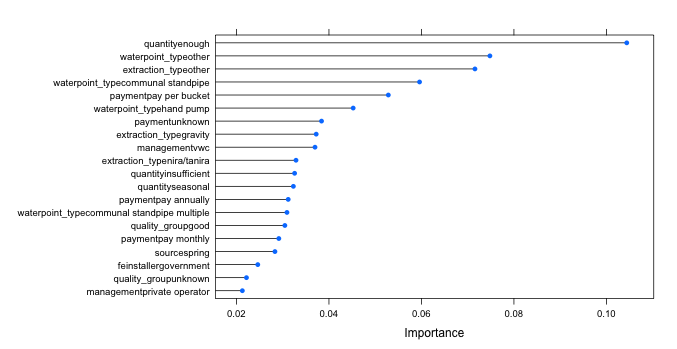 quantityenough
waterpoint_typeother
extraction_typeother
waterpoint_typecommunal standpipe
paymentpay per bucket
waterpoint_typehand pump
paymentunknown
extraction_typegravity
managementvwc
extraction_typenira/tanira
quantityinsufficient
quantityseasonal
paymentpay annually
waterpoint_typecommunal standpipe multiple
quality_groupgood
paymentpay monthly
sourcespring
feinstallergovernment
quality_groupunknown
managementprivate operator
0.02 0.04 0.06 0.08 0.10
Importance